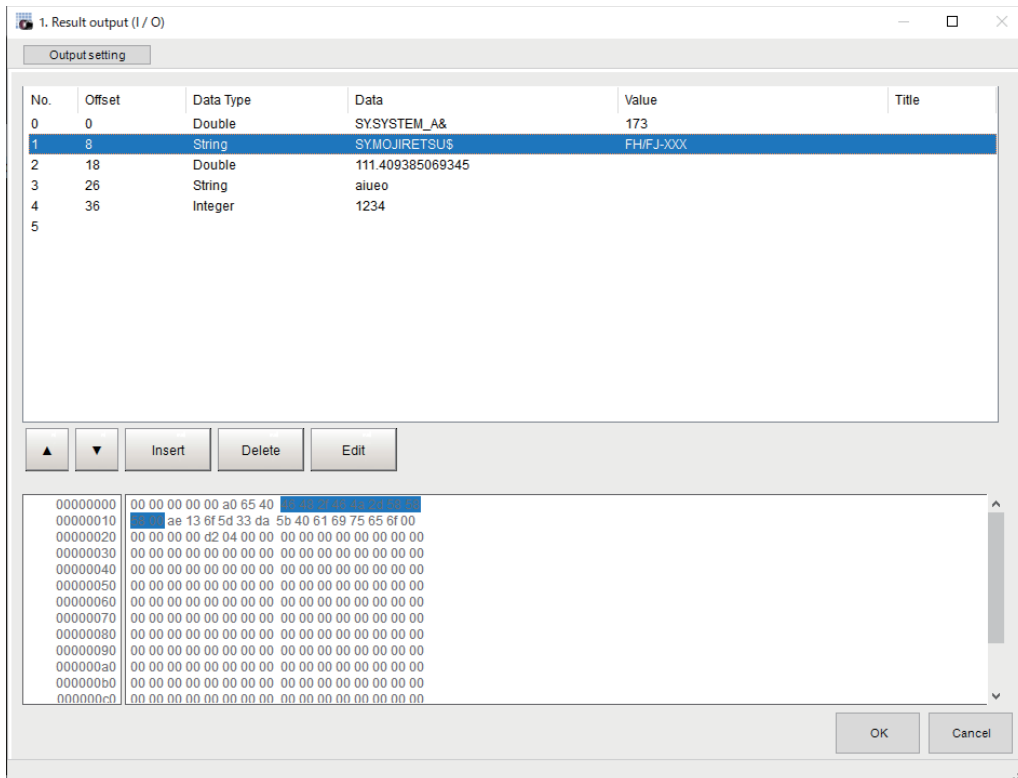 1. Result output (I / O)
Output setting
No. Offset Data Type Data Value Title
0 0 Double SY.SYSTEM_A& 173
1 8 String SY.MOJIRETSU$ FH/FJ-XXX
2 18 Double 111.409385069345
3 26 String aiueo
4 36 Integer 1234
5
▲ ▼ Insert Delete Edit
00000000 00 00 00 00 00 a0 65 40
00000010 ae 13 6f 5d 33 da 5b 40 61 69 75 65 6f 00
00000020 00 00 00 00 d2 04 00 00 00 00 00 00 00 00 00 00
00000030 00 00 00 00 00 00 00 00 00 00 00 00 00 00 00 00
00000040 00 00 00 00 00 00 00 00 00 00 00 00 00 00 00 00
00000050 00 00 00 00 00 00 00 00 00 00 00 00 00 00 00 00
00000060 00 00 00 00 00 00 00 00 00 00 00 00 00 00 00 00
00000070 00 00 00 00 00 00 00 00 00 00 00 00 00 00 00 00
00000080 00 00 00 00 00 00 00 00 00 00 00 00 00 00 00 00
00000090 00 00 00 00 00 00 00 00 00 00 00 00 00 00 00 00
000000a0 00 00 00 00 00 00 00 00 00 00 00 00 00 00 00 00
000000b0 00 00 00 00 00 00 00 00 00 00 00 00 00 00 00 00
000000c0 00 00 00 00 00 00 00 00 00 00 00 00 00 00 00 00
OK Cancel